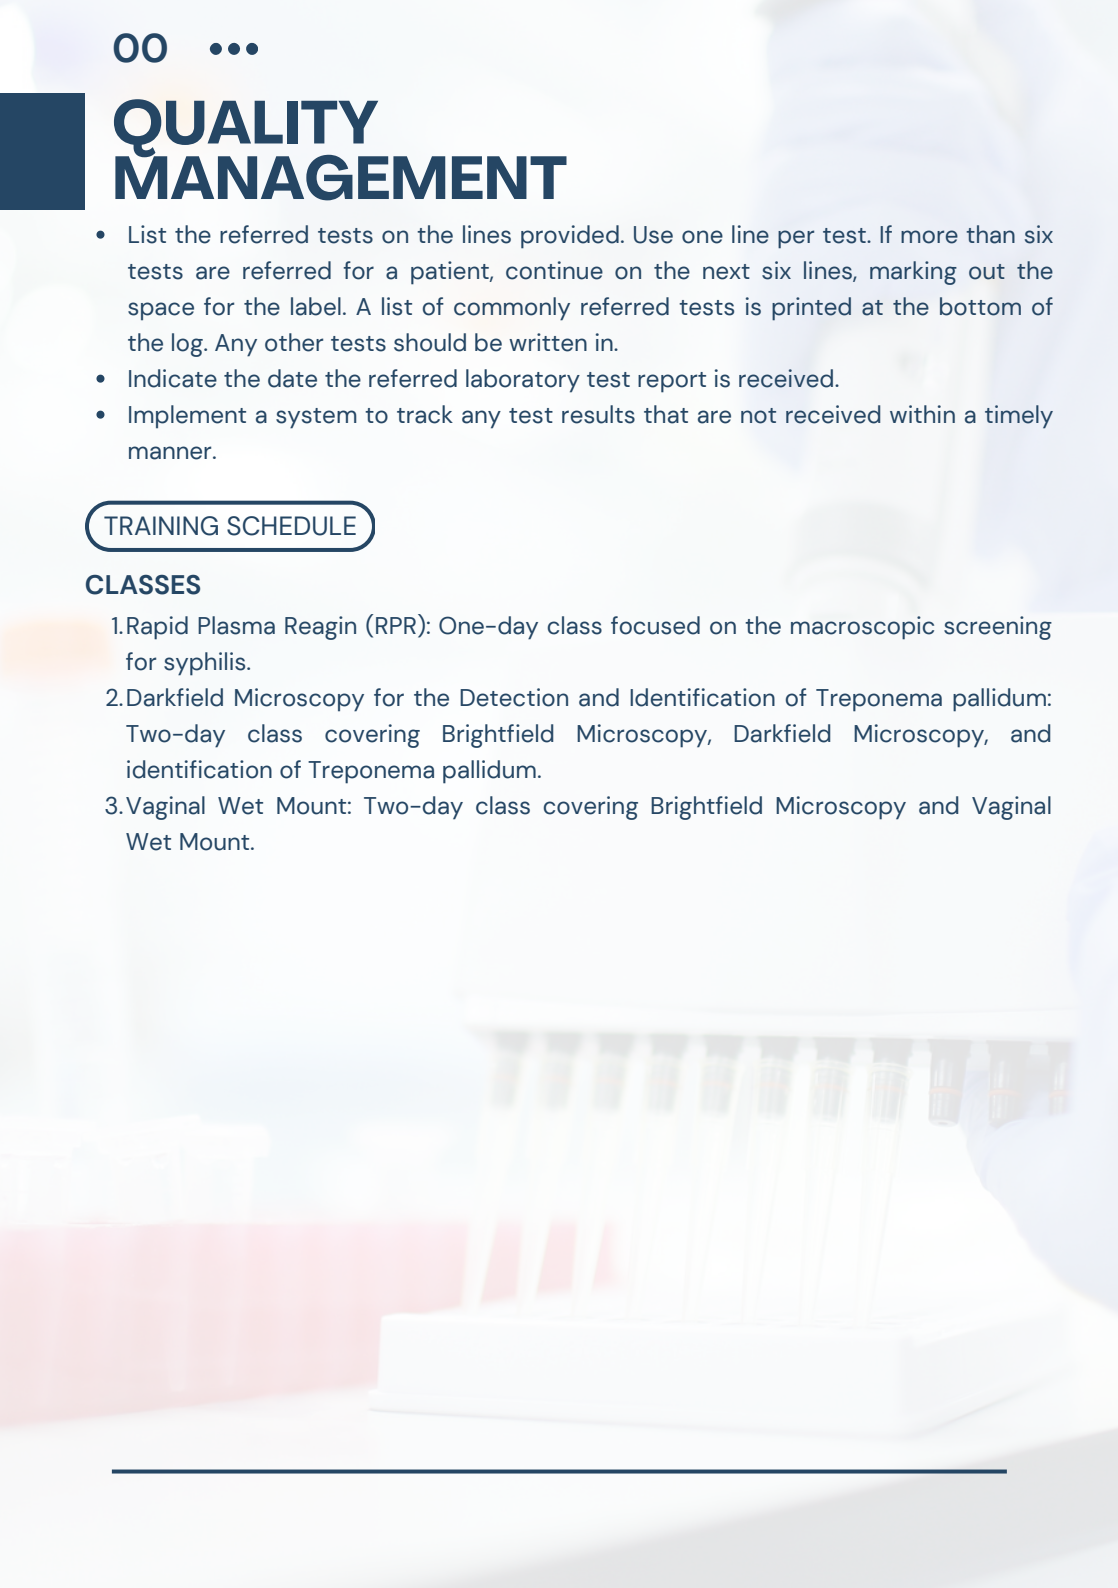 00 •••
QUALITY
MANAGEMENT
• List the referred tests on the lines provided. Use one line per test. If more than six
tests are referred for a patient, continue on the next six lines, marking out the
space for the label. A list of commonly referred tests is printed at the bottom of
the log. Any other tests should be written in.
• Indicate the date the referred laboratory test report is received.
• Implement a system to track any test results that are not received within a timely
manner.
TRAINING SCHEDULE
CLASSES
1. Rapid Plasma Reagin (RPR): One-day class focused on the macroscopic screening
for syphilis.
2. Darkfield Microscopy for the Detection and Identification of Treponema pallidum:
Two-day class covering Brightfield Microscopy, Darkfield Microscopy, and
identification of Treponema pallidum.
3. Vaginal Wet Mount: Two-day class covering Brightfield Microscopy and Vaginal
Wet Mount.